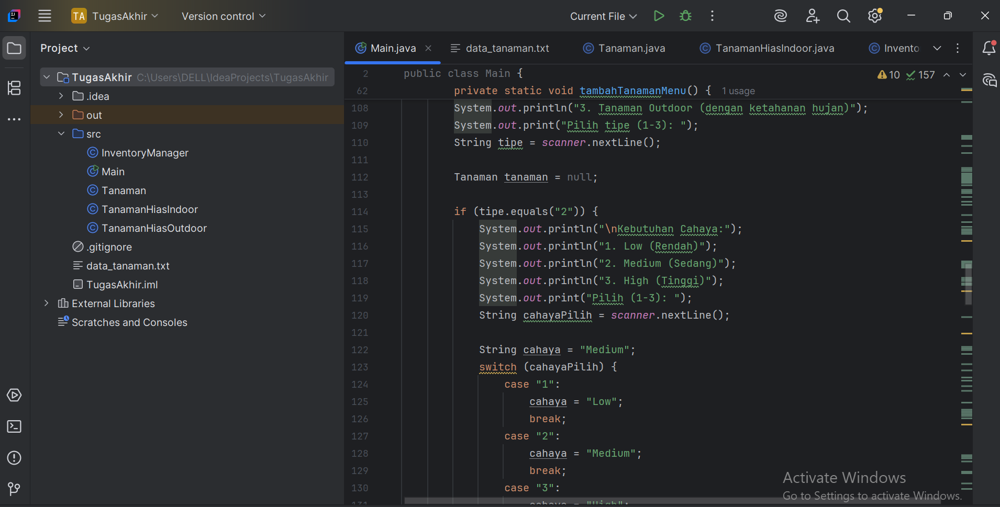 TA TugasAkhir
Version control
Current File
Project
TugasAkhir C:\Users\DELL\IdeaProjects\TugasAkhir
.idea
out
src
InventoryManager
Main
Tanaman
TanamanHiasIndoor
TanamanHiasOutdoor
.gitignore
data_tanaman.txt
TugasAkhir.iml
External Libraries
Scratches and Consoles
Main.java
data_tanaman.txt
Tanaman.java
TanamanHiasIndoor.java
Invento
10 157
2 public class Main {
62 private static void tambahTanamanMenu() { 1 usage
108 System.out.println("3. Tanaman Outdoor (dengan ketahanan hujan)");
109 System.out.print("Pilih tipe (1-3): ");
110 String tipe = scanner.nextLine();
111
112 Tanaman tanaman = null;
113
114 if (tipe.equals("2")) {
115 System.out.println("\nKebutuhan Cahaya:");
116 System.out.println("1. Low (Rendah)");
117 System.out.println("2. Medium (Sedang)");
118 System.out.println("3. High (Tinggi)");
119 System.out.print("Pilih (1-3): ");
120 String cahayaPilih = scanner.nextLine();
121
122 String cahaya = "Medium";
123 switch (cahayaPilih) {
124 case "1":
125 cahaya = "Low";
126 break;
127 case "2":
128 cahaya = "Medium";
129 break;
130 case "3":
131 cahaya = "High";
Activate Windows
Go to Settings to activate Windows.